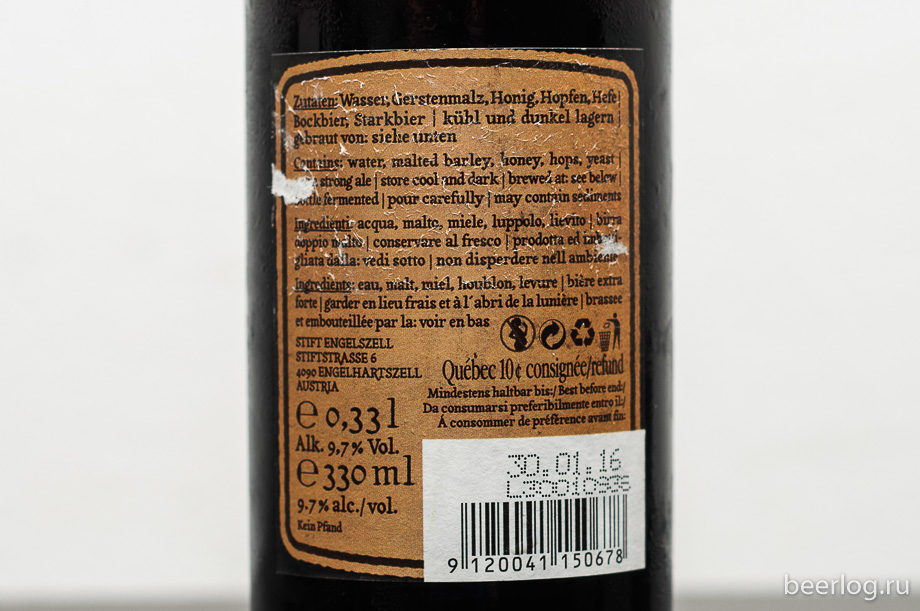 Zutaten: Wasser, Gerstenmalz, Honig, Hopfen, Hefe |
Bockbier, Starkbier | kühl und dunkel lagern |
gebraut von: siehe unten
Contains: water, malted barley, honey, hops, yeast |
strong ale | store cool and dark | brewed at: see below |
bottle fermented | pour carefully | may contain sediments
Ingredienti: acqua, malto, miele, luppolo, lievito | birra
doppio malto | conservare al fresco | prodotta ed imbotti-
gliata dalla: vedi sotto | non disperdere nell ambiente
Ingredients: eau, malt, miel, houblon, levure | bière extra
forte | garder en lieu frais et à l´abri de la lunière | brassee
et embouteillée par la: voir en bas
STIFT ENGELSZELL
STIFTSTRASSE 6
4090 ENGELHARTSZELL
AUSTRIA
Québec 10¢ consignée/refund
Mindestens haltbar bis:/ Best before end:/
Da consumarsi preferibilmente entro il:/
Á consommer de préférence avant fin:
e 0,33 l
Alk. 9,7 % Vol.
e 330 ml
9.7 % alc./vol.
Kein Pfand
30.01.16
9 120041 150678
beerlog.ru